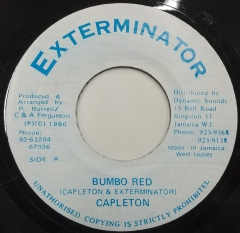 EXTERMINATOR
Produced &
Arranged by
P. Burrell
C & A Ferguson
(P)(C) 1990
Phone:
92-61284
67036
SIDE A
Distributed by
Dynamic Sounds
15 Bell Road
Kingston 11
Jamaica W.I.
Phone: 923-9168
923-9138
Made in Jamaica,
West Indies
BUMBO RED
(CAPLETON & EXTERMINATOR)
CAPLETON
UNAUTHORISED COPYING IS STRICTLY PROHIBITED